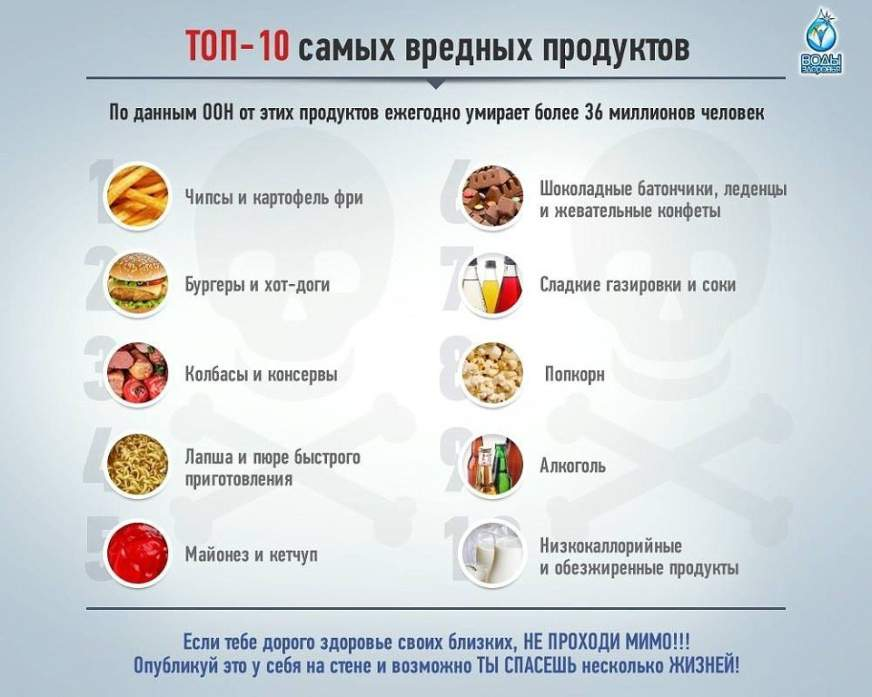 ТОП-10 самых вредных продуктов
ВОДЫ
ЗДОРОВЬЯ
По данным ООН от этих продуктов ежегодно умирает более 36 миллионов человек
1
Чипсы и картофель фри
2
Бургеры и хот-доги
3
Колбасы и консервы
4
Лапша и пюре быстрого
приготовления
5
Майонез и кетчуп
6
Шоколадные батончики, леденцы
и жевательные конфеты
7
Сладкие газировки и соки
8
Попкорн
9
Алкоголь
10
Низкокаллорийные
и обезжиренные продукты
Если тебе дорого здоровье своих близких, НЕ ПРОХОДИ МИМО!!!
Опубликуй это у себя на стене и возможно ТЫ СПАСЕШЬ несколько ЖИЗНЕЙ!